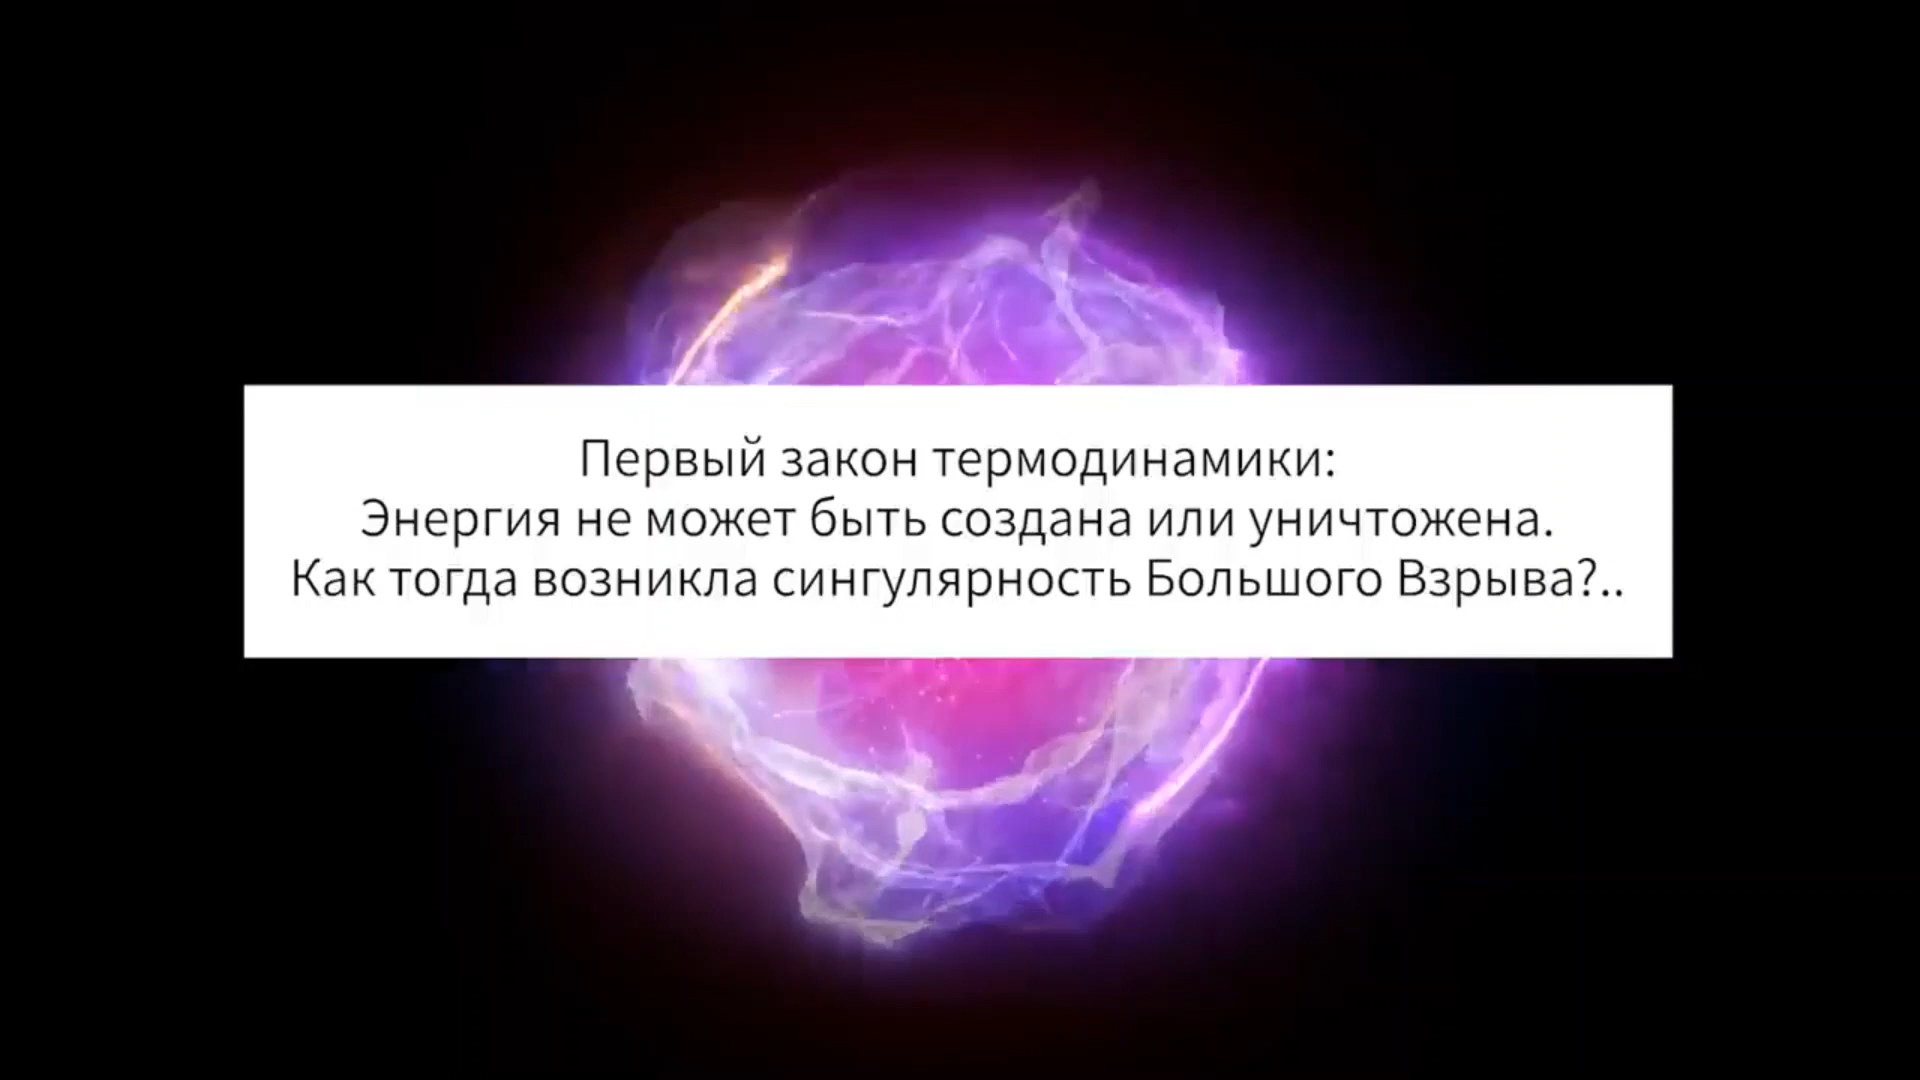 Первый закон термодинамики:
Энергия не может быть создана или уничтожена.
Как тогда возникла сингулярность Большого Взрыва?..